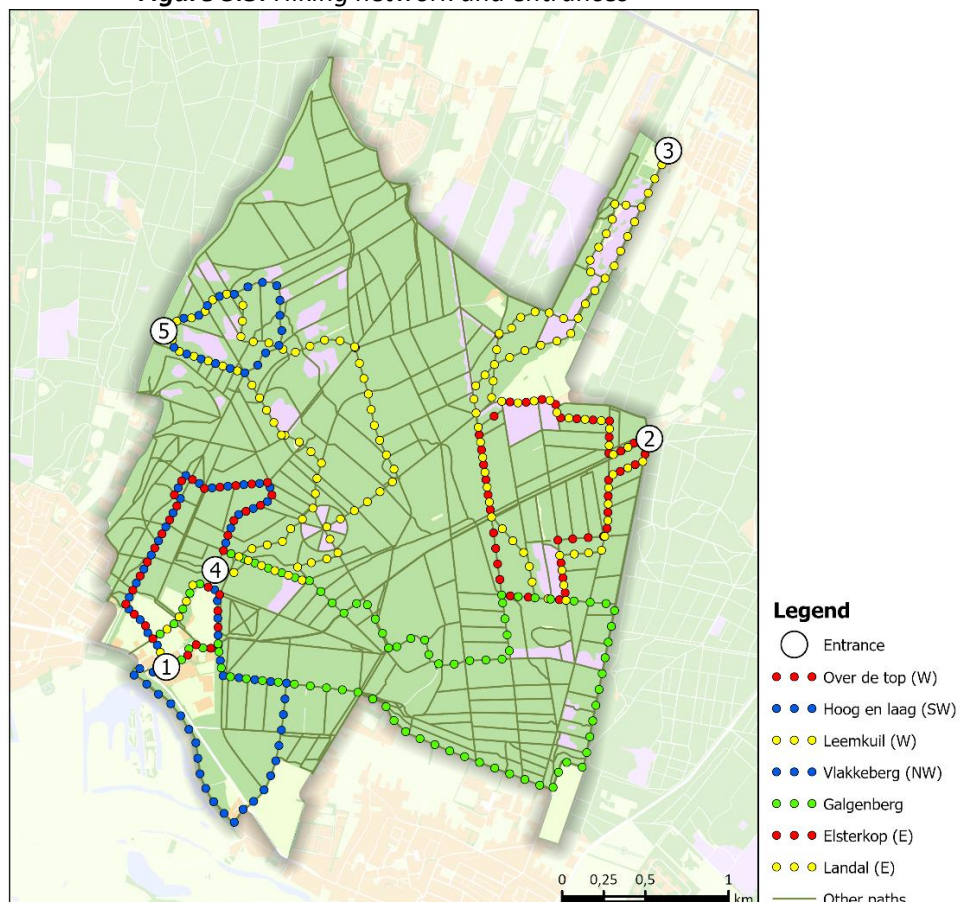 Figure 3.3. Hiking network and entrances
3
5
2
4
1
Legend
Entrance
Over de top (W)
Hoog en laag (SW)
Leemkuil (W)
Vlakkeberg (NW)
Galgenberg
Elsterkop (E)
Landal (E)
Other paths
0 0,25 0,5 1
km